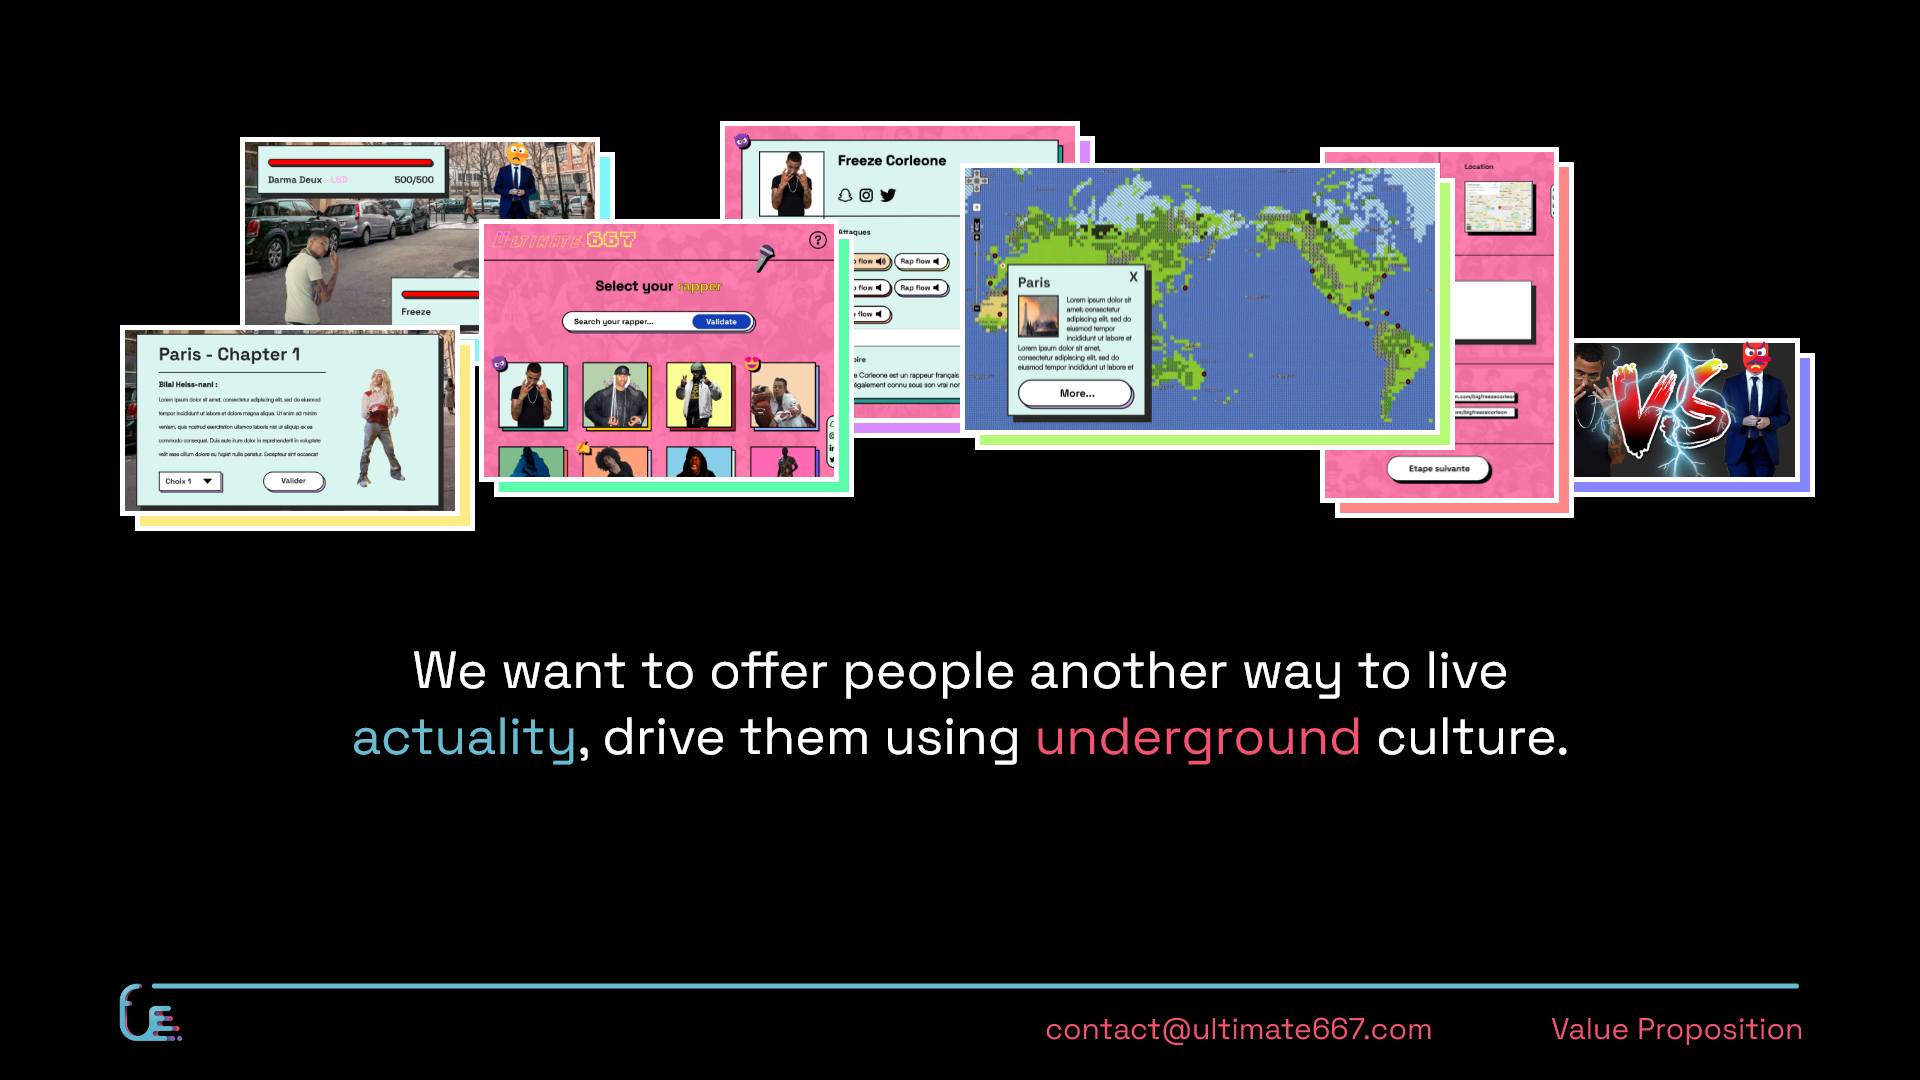 Darma Deux - LSD
500/500
Freeze
Paris - Chapter 1
Bilal Heiss-nani :
Lorem ipsum dolor sit amet, consectetur adipiscing elit, sed do eiusmod
tempor incididunt ut labore et dolore magna aliqua. Ut enim ad minim
veniam, quis nostrud exercitation ullamco laboris nisi ut aliquip ex ea
commodo consequat. Duis aute irure dolor in reprehenderit in voluptate
velit esse cillum dolore eu fugiat nulla pariatur. Excepteur sint occaecat
Choix 1
Valider
Ultimate 667
?
Select your rapper
Search your rapper...
Validate
Freeze Corleone
Attaques
flow
Rap flow
flow
Rap flow
flow
oire
Corleone est un rappeur français
également connu sous son vrai nom
Paris
X
Lorem ipsum dolor sit
amet, consectetur
adipiscing elit, sed do
eiusmod tempor
incididunt ut labore et
Lorem ipsum dolor sit amet,
consectetur adipiscing elit, sed do
eiusmod tempor incididunt ut labore et
More...
Location
.com/bigfreezecorleon
com/bigfreezecorleon
Etape suivante
VS
We want to offer people another way to live
actuality, drive them using underground culture.
contact@ultimate667.com
Value Proposition